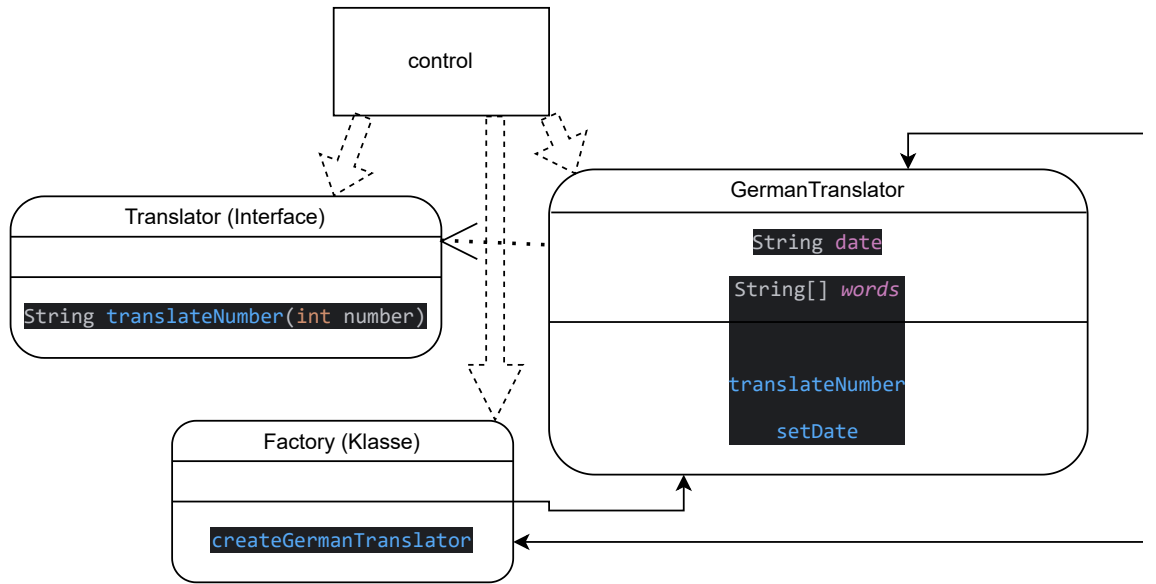 control
Translator (Interface)
String translateNumber(int number)
GermanTranslator
String date
String[] words
translateNumber
setDate
Factory (Klasse)
createGermanTranslator